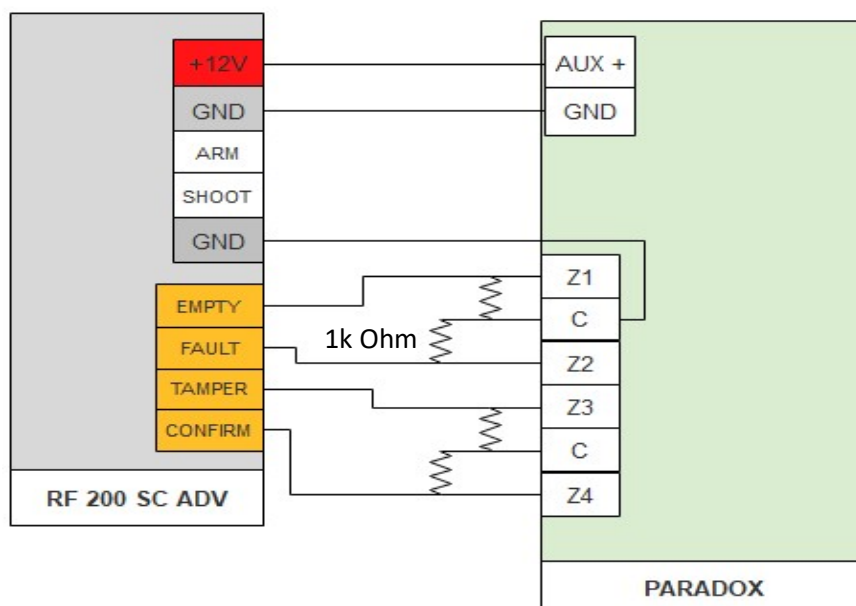 +12V
GND
ARM
SHOOT
GND
EMPTY
FAULT
TAMPER
CONFIRM
RF 200 SC ADV
1k Ohm
AUX +
GND
Z1
C
Z2
Z3
C
Z4
PARADOX